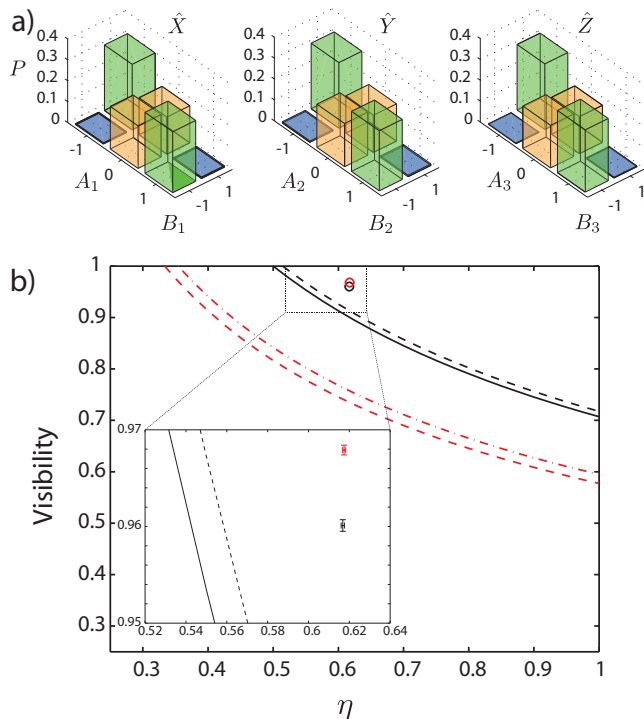 a)
X̂ Ŷ Ẑ
P
0.4 0.4 0.4
0.3 0.3 0.3
0.2 0.2 0.2
0.1 0.1 0.1
0 0 0
-1 0 1 -1 1
A₁ B₁
-1 0 1 -1 1
A₂ B₂
-1 0 1 -1 1
A₃ B₃
b)
Visibility
1
0.9
0.8
0.7
0.6
0.5
0.4
0.3
0.97
0.96
0.95
0.52 0.54 0.56 0.58 0.6 0.62 0.64
0.3 0.4 0.5 0.6 0.7 0.8 0.9 1
η